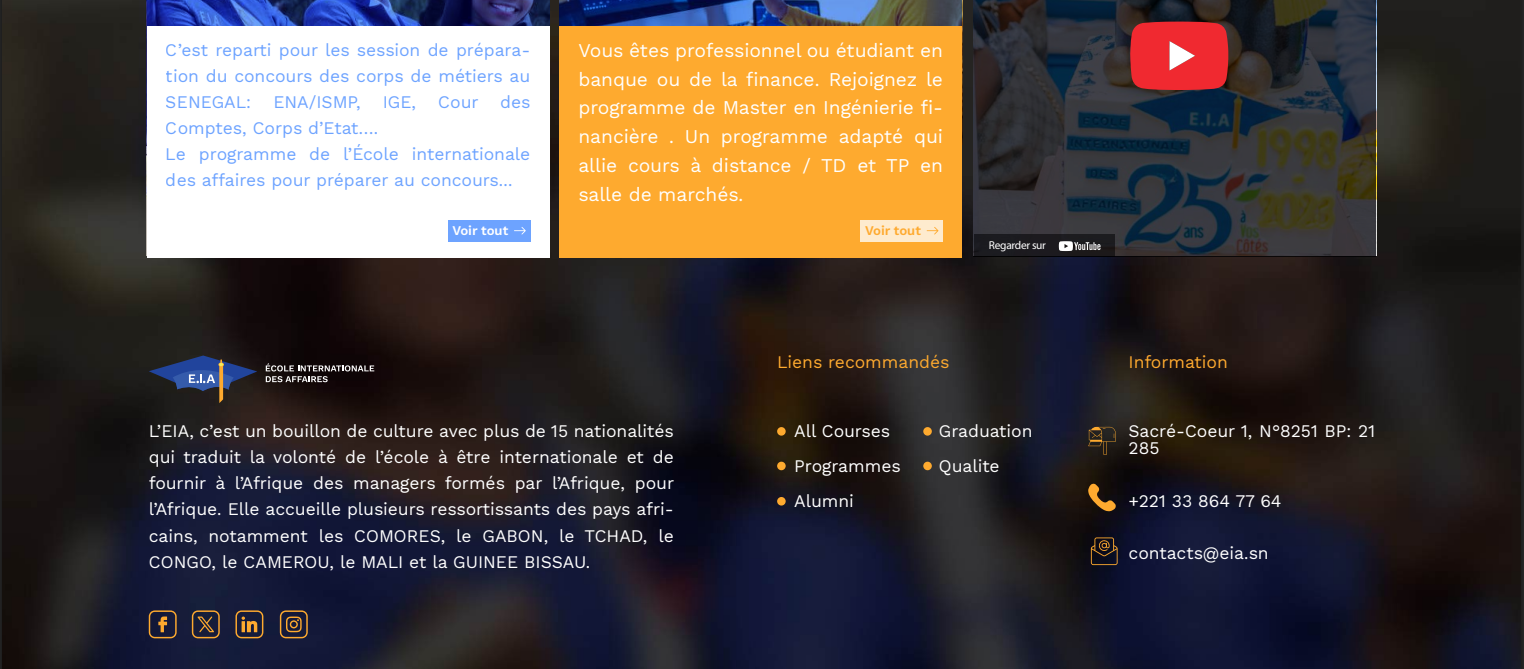 C’est reparti pour les session de prépara-
tion du concours des corps de métiers au
SENEGAL: ENA/ISMP, IGE, Cour des
Comptes, Corps d’Etat….
Le programme de l’École internationale
des affaires pour préparer au concours...
Voir tout →
Vous êtes professionnel ou étudiant en
banque ou de la finance. Rejoignez le
programme de Master en Ingénierie fi-
nancière . Un programme adapté qui
allie cours à distance / TD et TP en
salle de marchés.
Voir tout →
E.I.A
ÉCOLE
INTERNATIONALE
DES
AFFAIRES
1998
à
2023
25
ans
Vos
Côtés
Regarder sur YouTube
E.I.A
ÉCOLE INTERNATIONALE
DES AFFAIRES
L’EIA, c’est un bouillon de culture avec plus de 15 nationalités
qui traduit la volonté de l’école à être internationale et de
fournir à l’Afrique des managers formés par l’Afrique, pour
l’Afrique. Elle accueille plusieurs ressortissants des pays afri-
cains, notamment les COMORES, le GABON, le TCHAD, le
CONGO, le CAMEROU, le MALI et la GUINEE BISSAU.
Liens recommandés
All Courses
Programmes
Alumni
Graduation
Qualite
Information
Sacré-Coeur 1, N°8251 BP: 21
285
+221 33 864 77 64
contacts@eia.sn